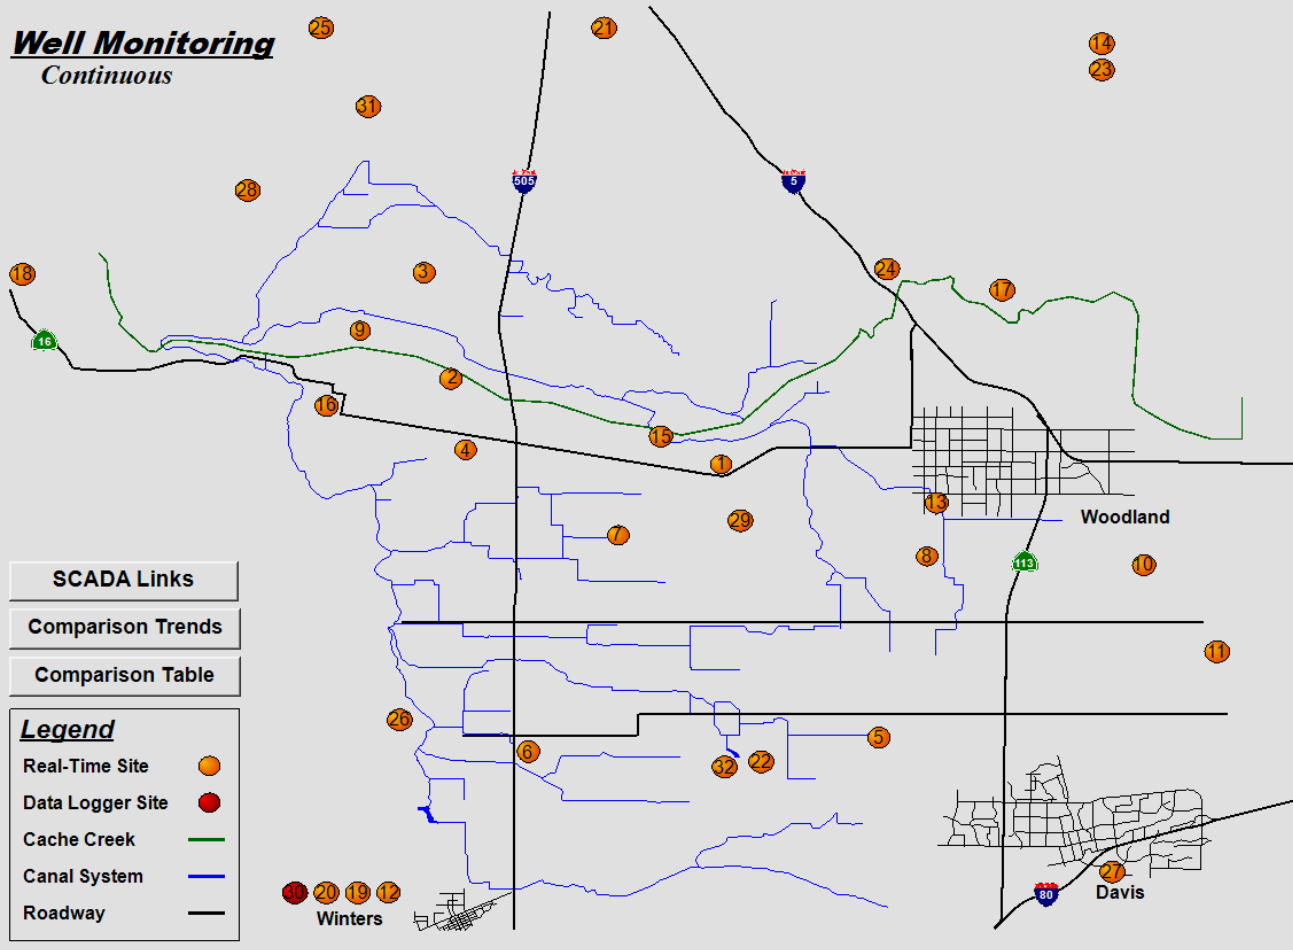 Well Monitoring
Continuous
25
21
14
23
31
505
5
28
18
3
24
17
9
16
2
16
15
4
1
13
29
7
Woodland
8
113
10
SCADA Links
Comparison Trends
Comparison Table
11
Legend
Real-Time Site
Data Logger Site
Cache Creek
Canal System
Roadway
26
6
5
32
22
30
20
19
12
Winters
27
80
Davis